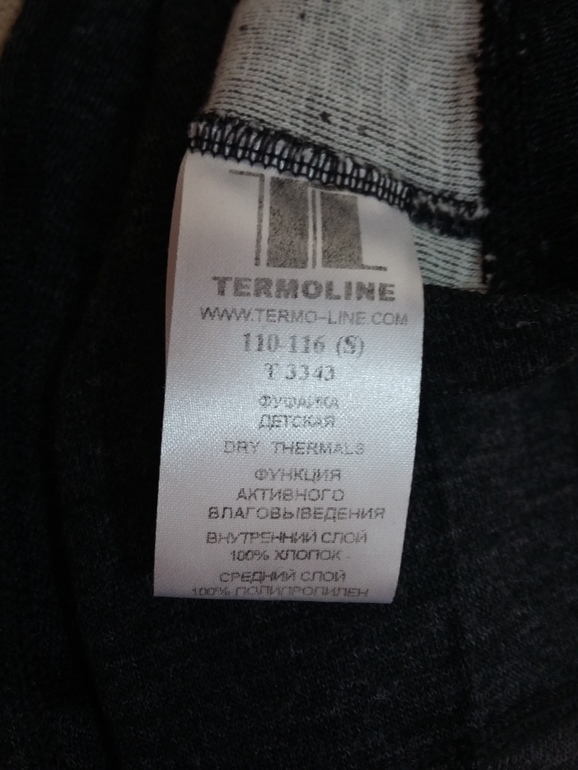 TL
TERMOLINE
WWW.TERMO-LINE.COM
110-116 (S)
T 3343
ФУФАЙКА
ДЕТСКАЯ
DRY THERMALS
ФУНКЦИЯ
АКТИВНОГО
ВЛАГОВЫВЕДЕНИЯ
ВНУТРЕННИЙ СЛОЙ
100% ХЛОПОК
СРЕДНИЙ СЛОЙ
100% ПОЛИПРОПИЛЕН